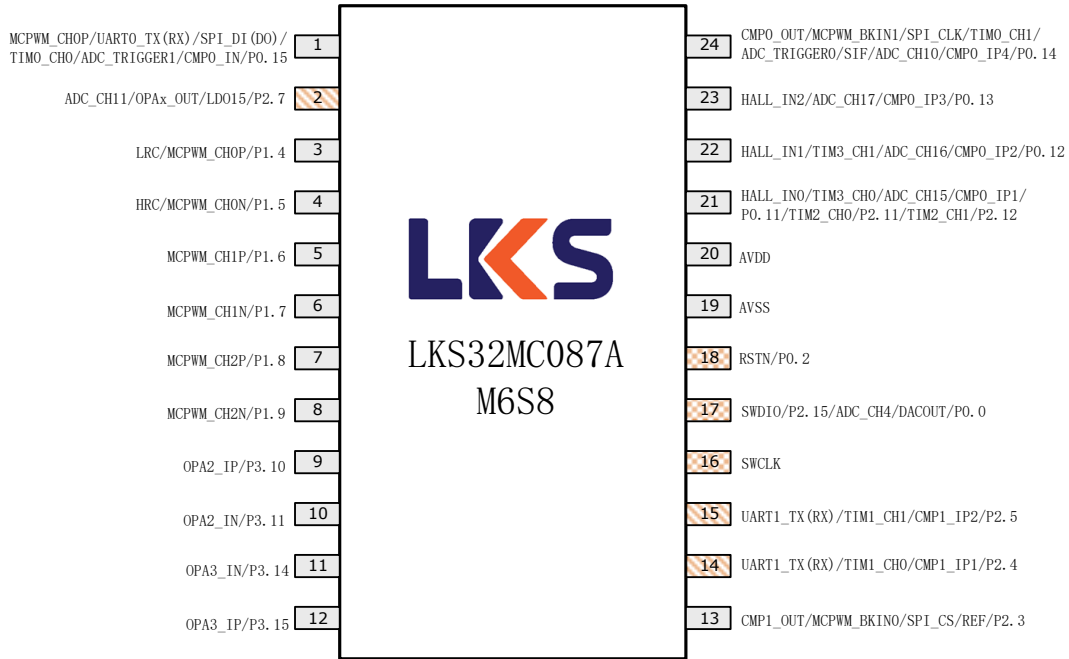 MCPWM_CH0P/UART0_TX(RX)/SPI_DI(DO)/
TIM0_CH0/ADC_TRIGGER1/CMP0_IN/P0.15
1
ADC_CH11/OPAx_OUT/LDO15/P2.7
2
LRC/MCPWM_CH0P/P1.4
3
HRC/MCPWM_CH0N/P1.5
4
MCPWM_CH1P/P1.6
5
MCPWM_CH1N/P1.7
6
MCPWM_CH2P/P1.8
7
MCPWM_CH2N/P1.9
8
OPA2_IP/P3.10
9
OPA2_IN/P3.11
10
OPA3_IN/P3.14
11
OPA3_IP/P3.15
12
LKS
LKS32MC087A
M6S8
24
CMP0_OUT/MCPWM_BKIN1/SPI_CLK/TIM0_CH1/
ADC_TRIGGER0/SIF/ADC_CH10/CMP0_IP4/P0.14
23
HALL_IN2/ADC_CH17/CMP0_IP3/P0.13
22
HALL_IN1/TIM3_CH1/ADC_CH16/CMP0_IP2/P0.12
21
HALL_IN0/TIM3_CH0/ADC_CH15/CMP0_IP1/
P0.11/TIM2_CH0/P2.11/TIM2_CH1/P2.12
20
AVDD
19
AVSS
18
RSTN/P0.2
17
SWDIO/P2.15/ADC_CH4/DACOUT/P0.0
16
SWCLK
15
UART1_TX(RX)/TIM1_CH1/CMP1_IP2/P2.5
14
UART1_TX(RX)/TIM1_CH0/CMP1_IP1/P2.4
13
CMP1_OUT/MCPWM_BKIN0/SPI_CS/REF/P2.3